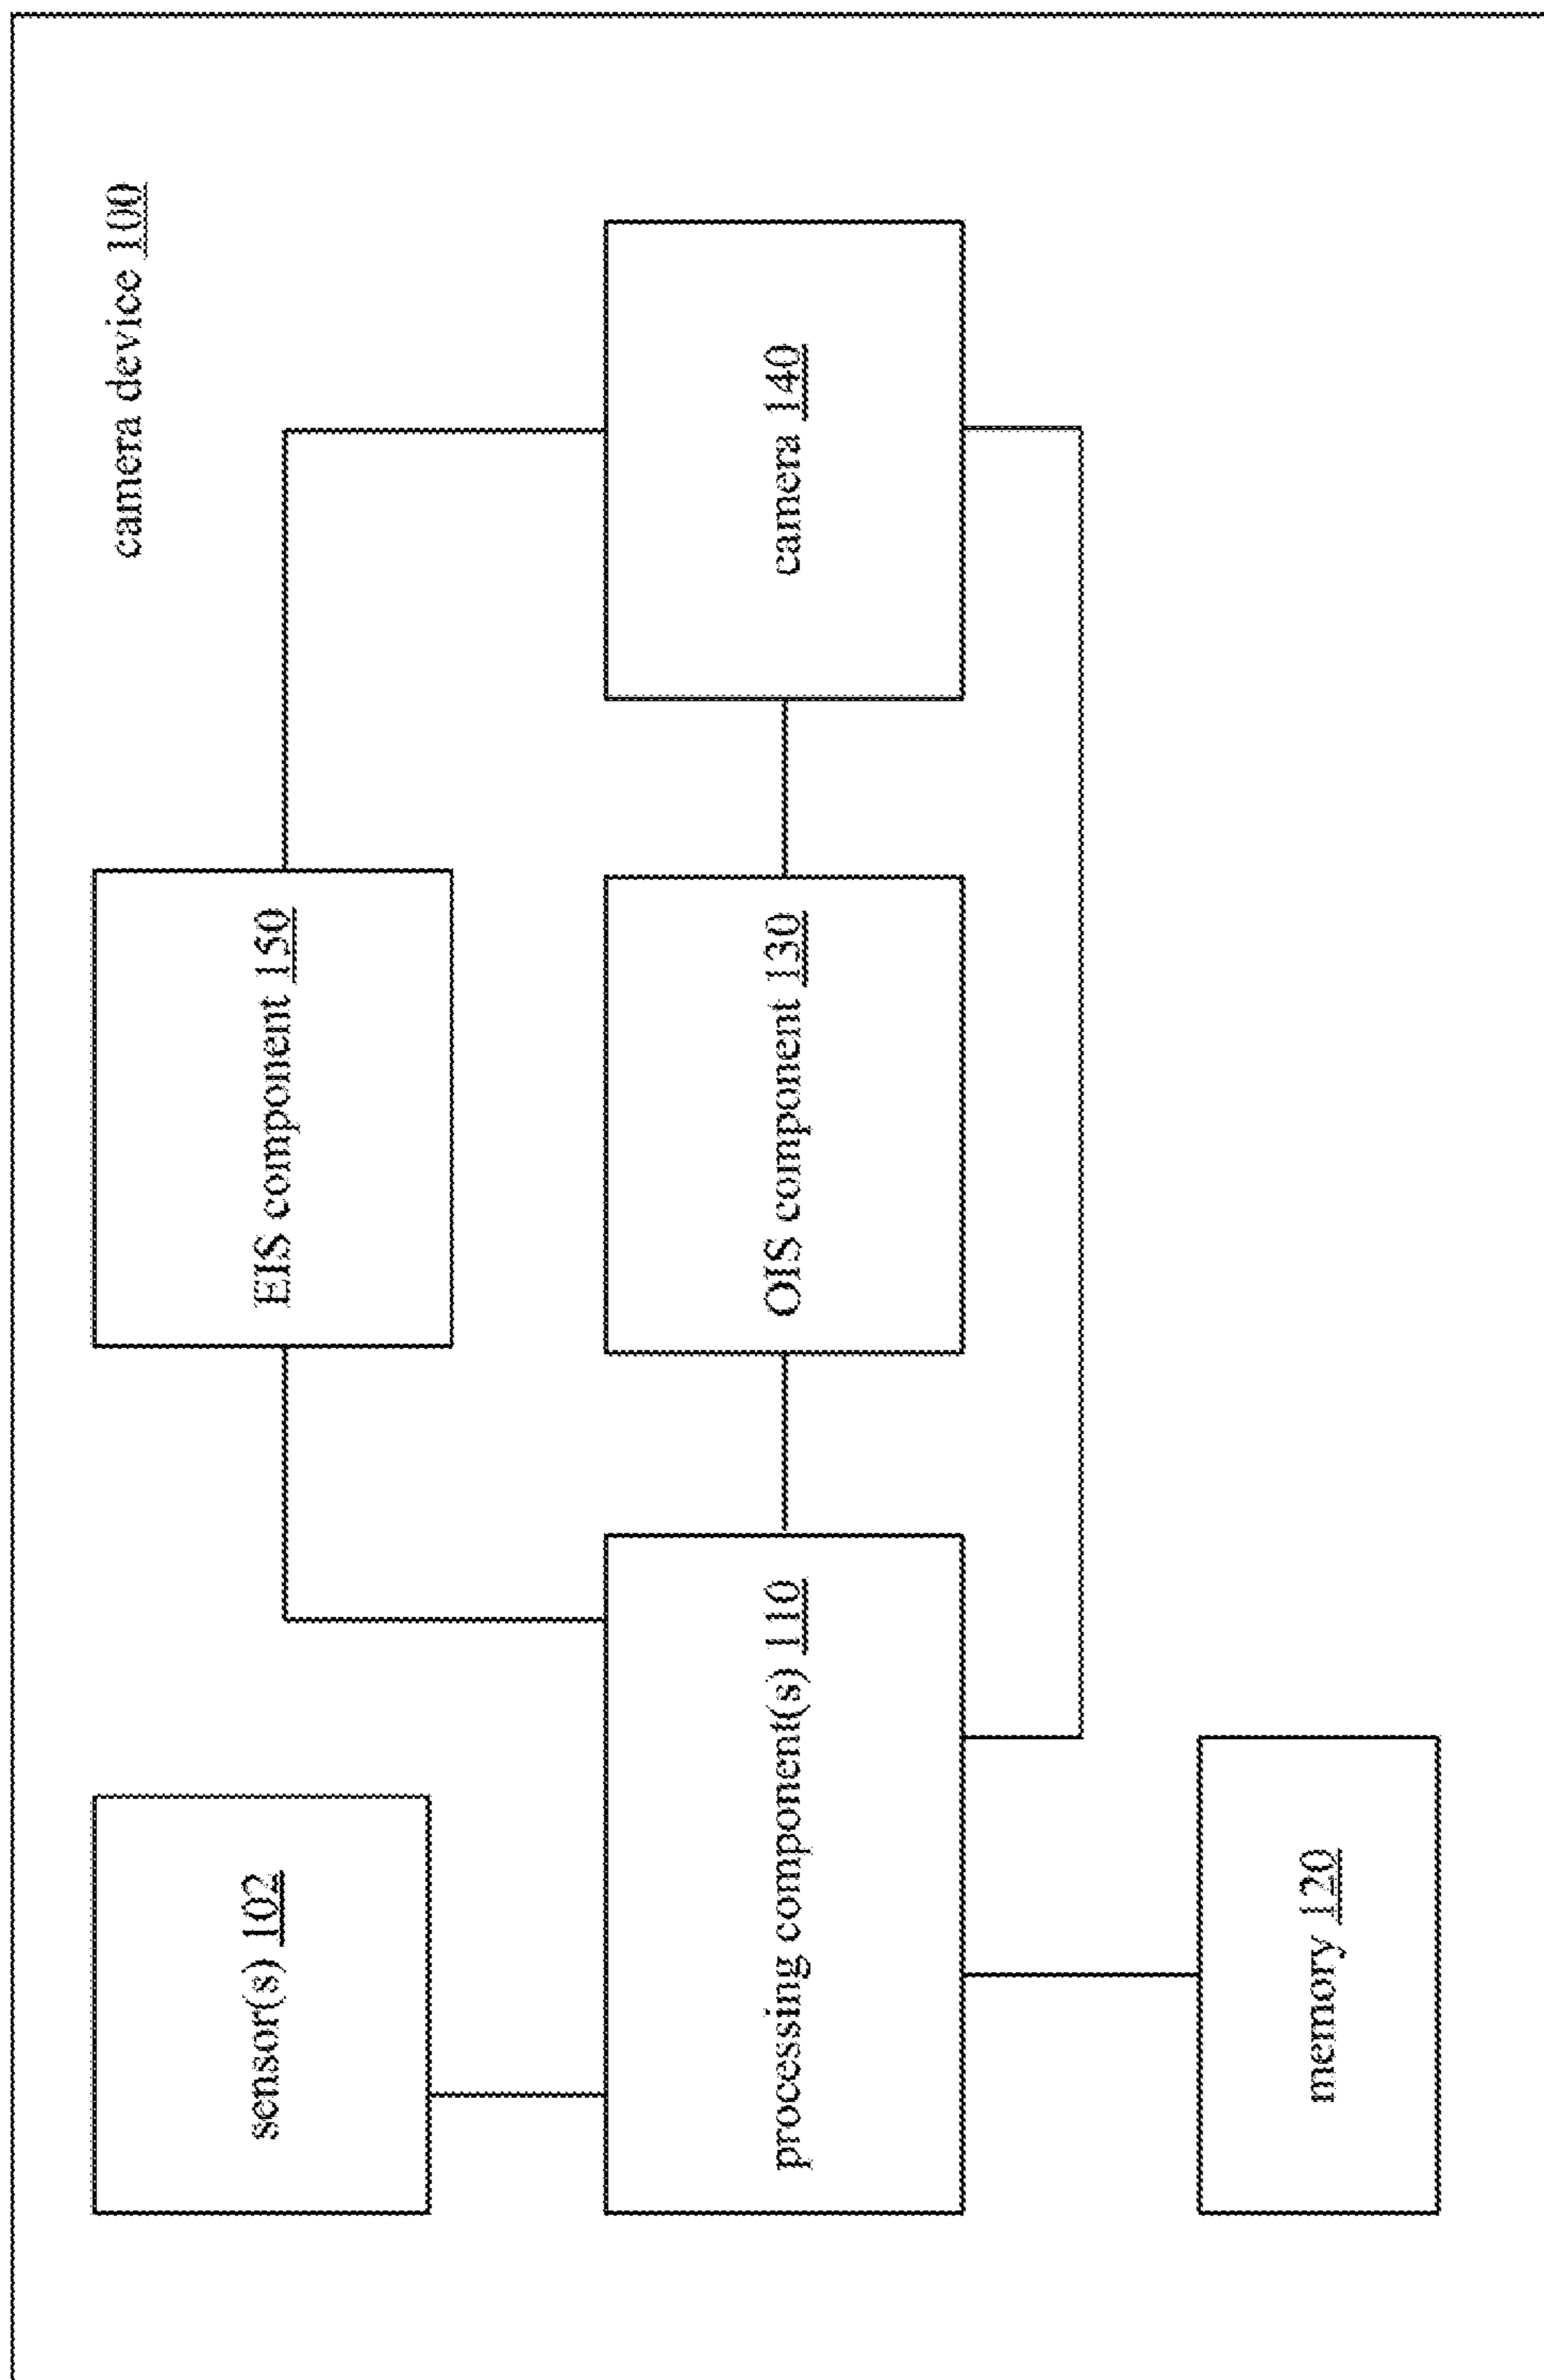 camera device 100
sensor(s) 102
EIS component 150
processing component(s) 110
OIS component 130
camera 140
memory 120